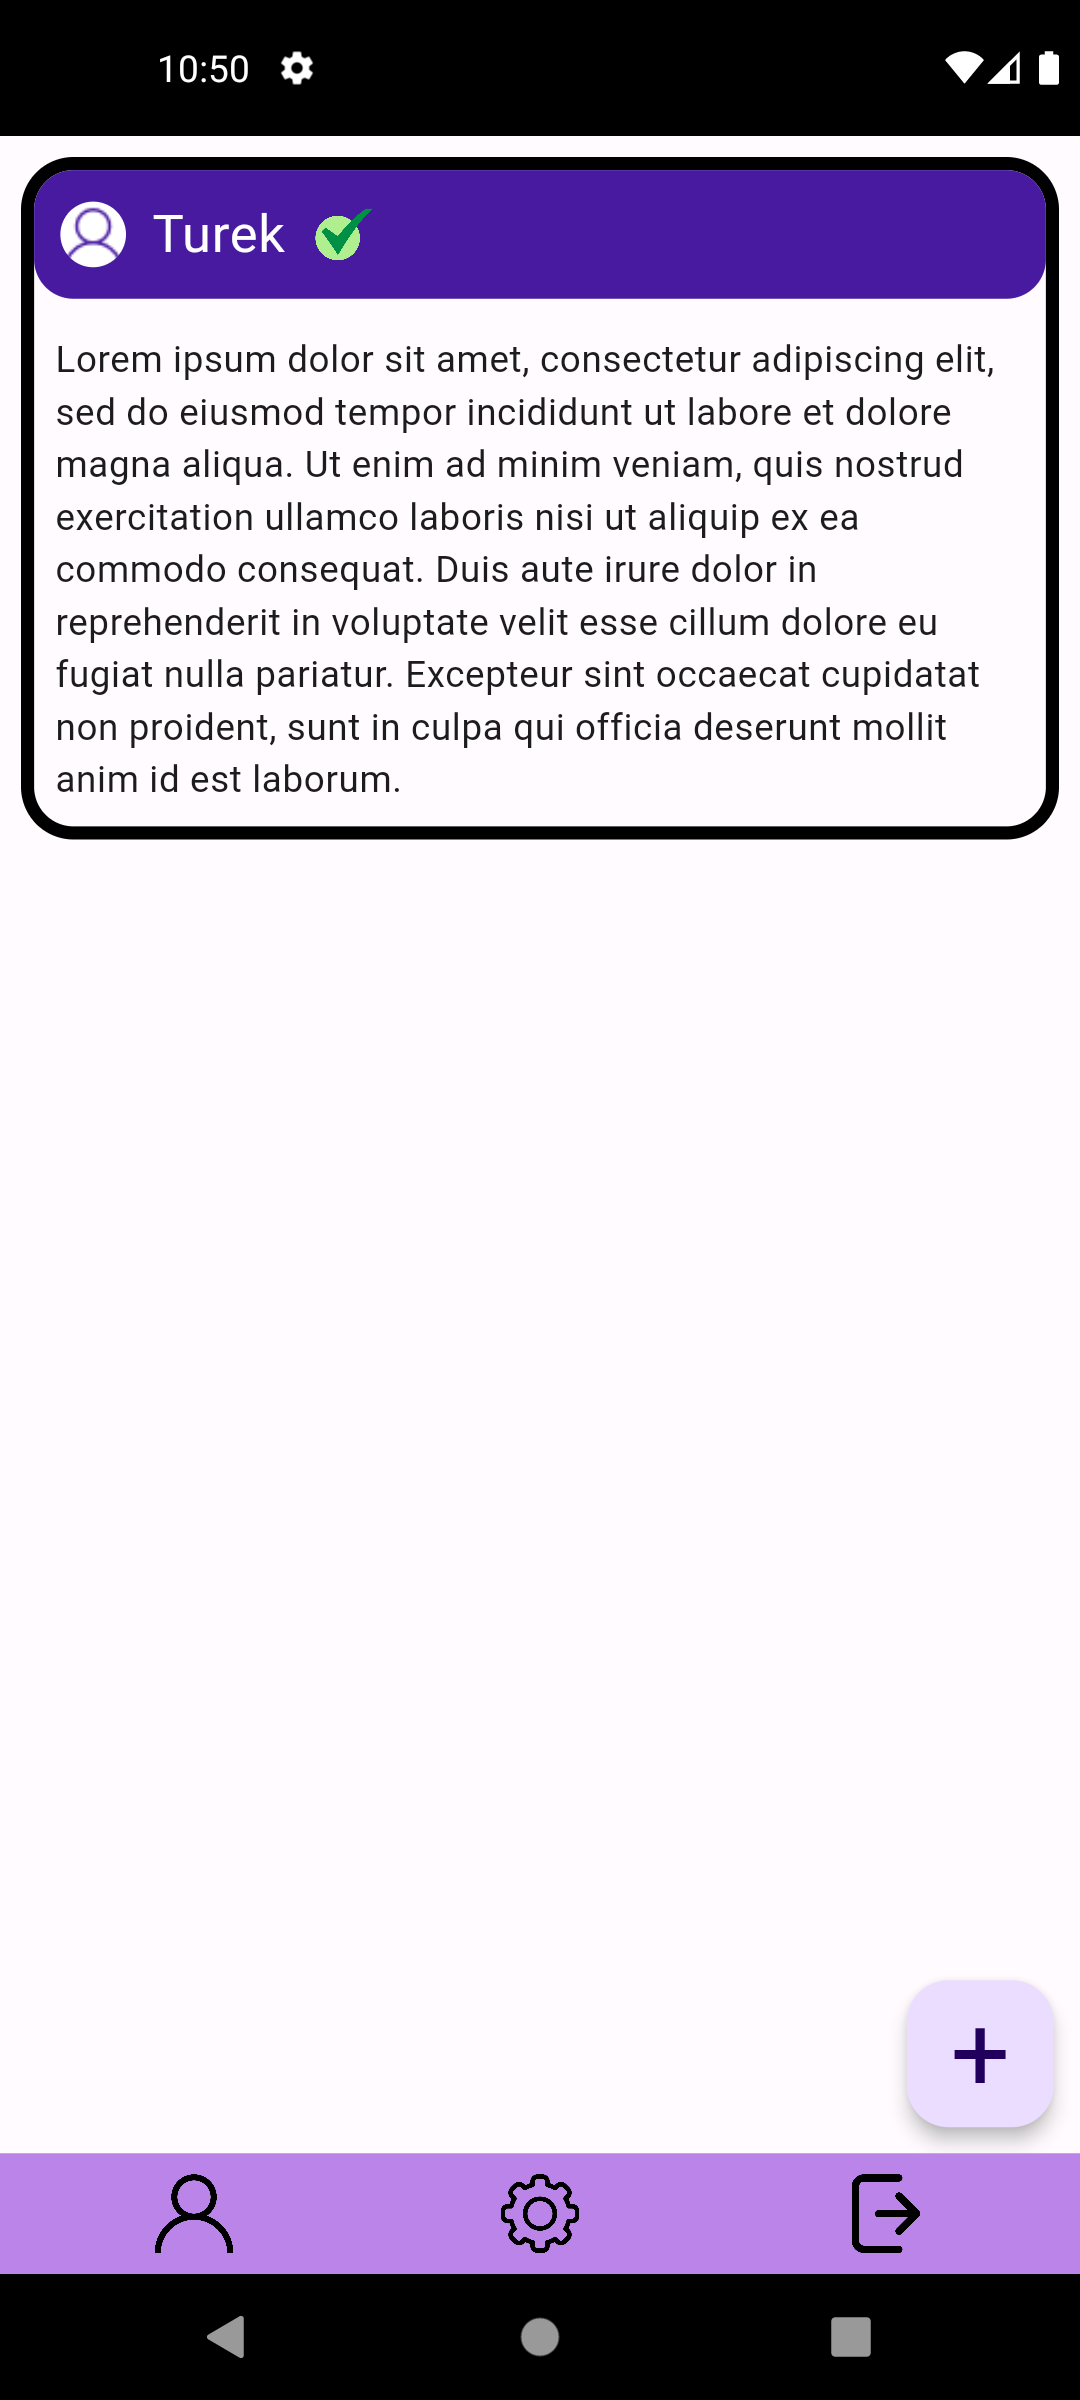 10:50
Turek
Lorem ipsum dolor sit amet, consectetur adipiscing elit,
sed do eiusmod tempor incididunt ut labore et dolore
magna aliqua. Ut enim ad minim veniam, quis nostrud
exercitation ullamco laboris nisi ut aliquip ex ea
commodo consequat. Duis aute irure dolor in
reprehenderit in voluptate velit esse cillum dolore eu
fugiat nulla pariatur. Excepteur sint occaecat cupidatat
non proident, sunt in culpa qui officia deserunt mollit
anim id est laborum.